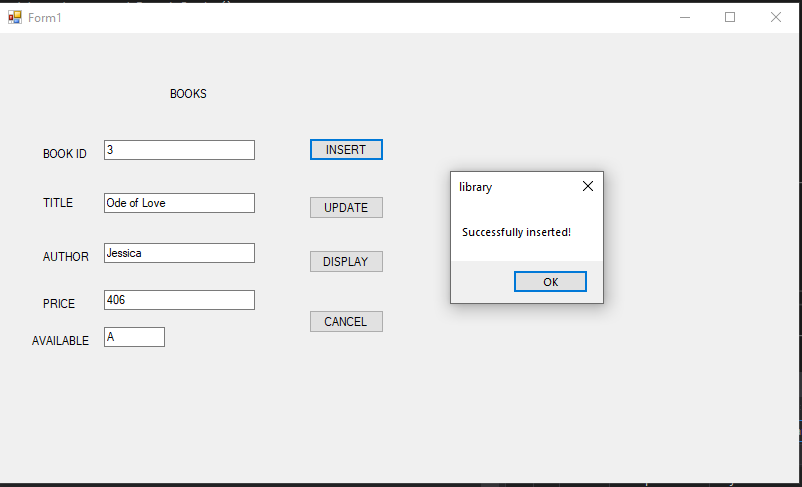 Form1
BOOKS
BOOK ID 3 INSERT
TITLE Ode of Love UPDATE
AUTHOR Jessica DISPLAY
PRICE 406
AVAILABLE A CANCEL
library
Successfully inserted!
OK